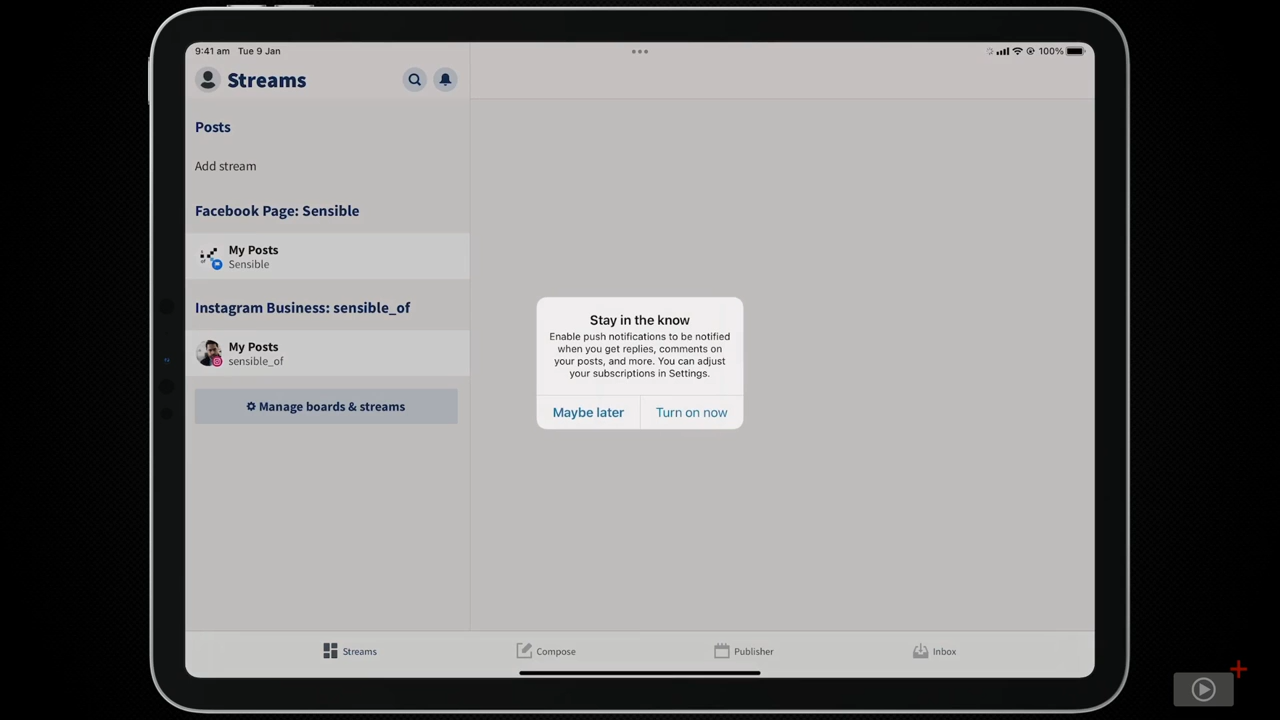 9:41 am Tue 9 Jan
100%
Streams
Posts
Add stream
Facebook Page: Sensible
My Posts
Sensible
Instagram Business: sensible_of
My Posts
sensible_of
Manage boards & streams
Stay in the know
Enable push notifications to be notified
when you get replies, comments on
your posts, and more. You can adjust
your subscriptions in Settings.
Maybe later
Turn on now
Streams
Compose
Publisher
Inbox